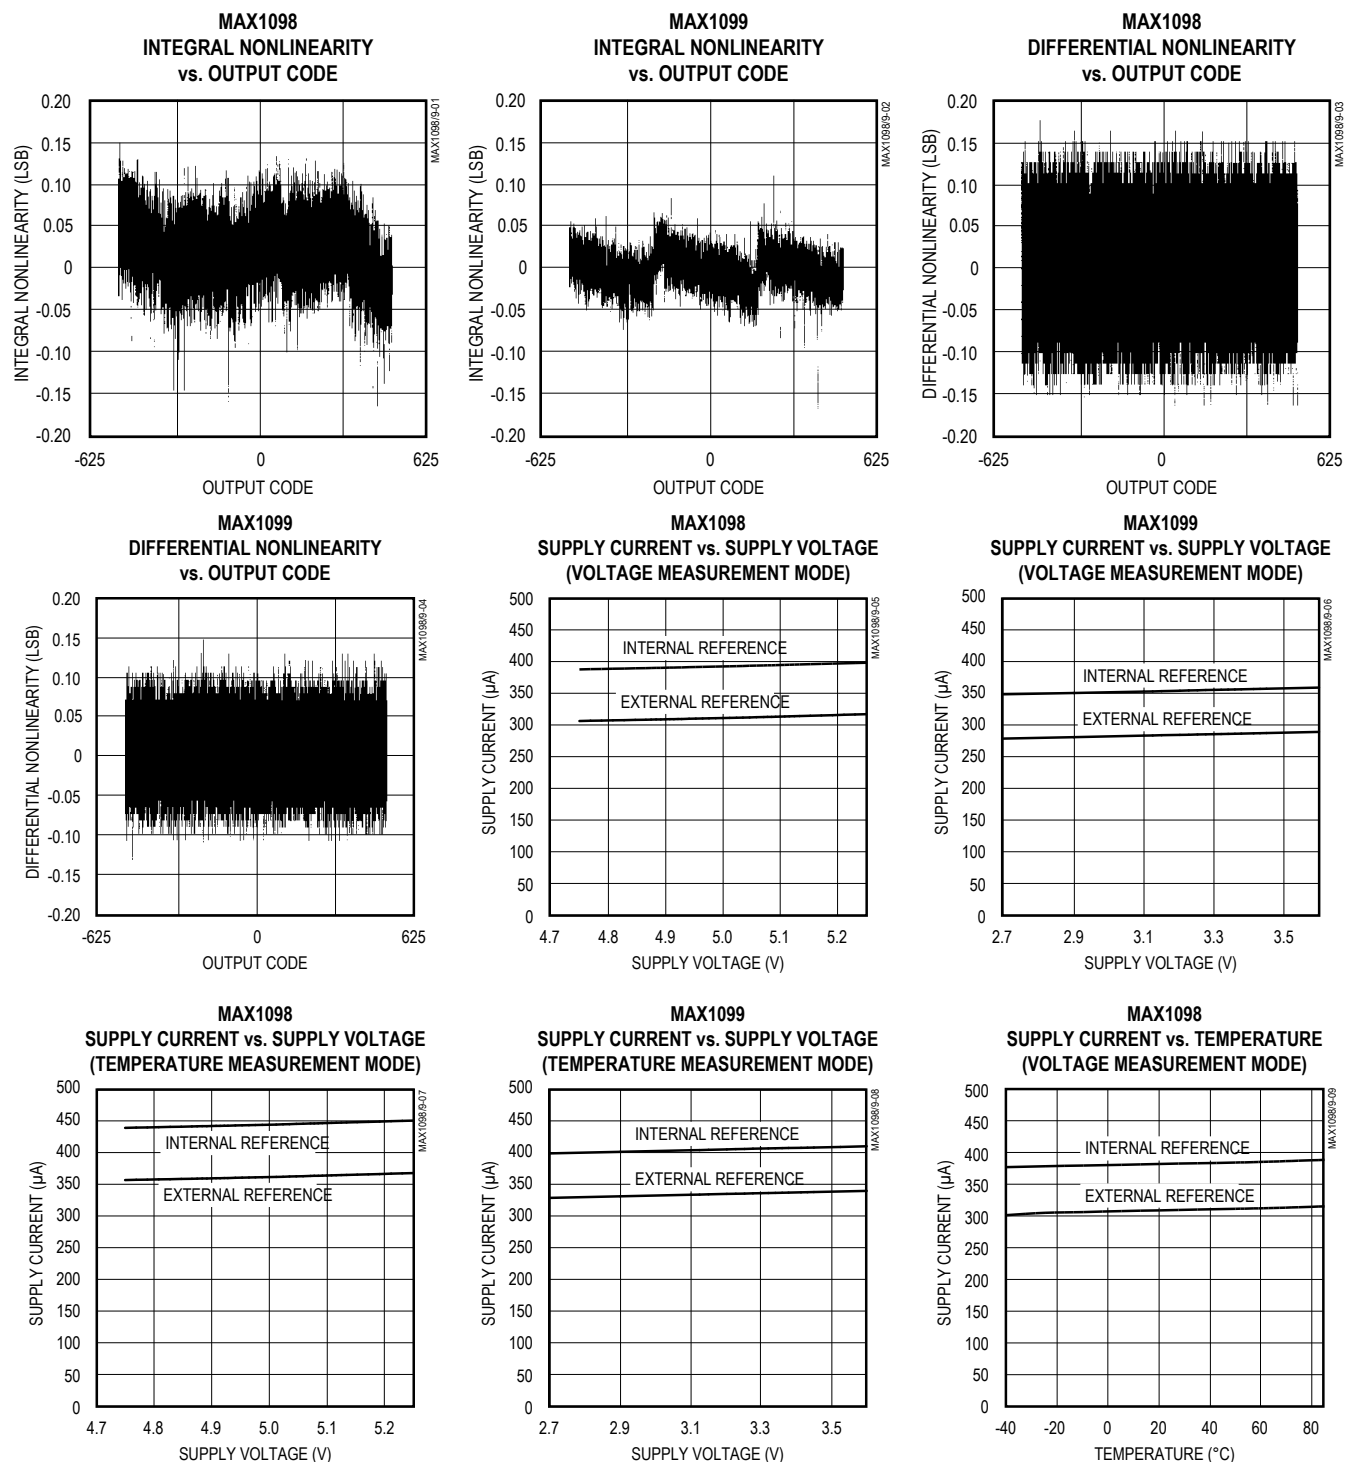 MAX1098
INTEGRAL NONLINEARITY
vs. OUTPUT CODE
MAX1098/9-01
INTEGRAL NONLINEARITY (LSB)
0.20
0.15
0.10
0.05
0
-0.05
-0.10
-0.15
-0.20
-625 0 625
OUTPUT CODE
MAX1099
INTEGRAL NONLINEARITY
vs. OUTPUT CODE
MAX1098/9-02
INTEGRAL NONLINEARITY (LSB)
0.20
0.15
0.10
0.05
0
-0.05
-0.10
-0.15
-0.20
-625 0 625
OUTPUT CODE
MAX1098
DIFFERENTIAL NONLINEARITY
vs. OUTPUT CODE
MAX1098/9-03
DIFFERENTIAL NONLINEARITY (LSB)
0.20
0.15
0.10
0.05
0
-0.05
-0.10
-0.15
-0.20
-625 0 625
OUTPUT CODE
MAX1099
DIFFERENTIAL NONLINEARITY
vs. OUTPUT CODE
MAX1098/9-04
DIFFERENTIAL NONLINEARITY (LSB)
0.20
0.15
0.10
0.05
0
-0.05
-0.10
-0.15
-0.20
-625 0 625
OUTPUT CODE
MAX1098
SUPPLY CURRENT vs. SUPPLY VOLTAGE
(VOLTAGE MEASUREMENT MODE)
MAX1098/9-05
SUPPLY CURRENT (µA)
500
450
400
350
300
250
200
150
100
50
0
INTERNAL REFERENCE
EXTERNAL REFERENCE
4.7 4.8 4.9 5.0 5.1 5.2
SUPPLY VOLTAGE (V)
MAX1099
SUPPLY CURRENT vs. SUPPLY VOLTAGE
(VOLTAGE MEASUREMENT MODE)
MAX1098/9-06
SUPPLY CURRENT (µA)
500
450
400
350
300
250
200
150
100
50
0
INTERNAL REFERENCE
EXTERNAL REFERENCE
2.7 2.9 3.1 3.3 3.5
SUPPLY VOLTAGE (V)
MAX1098
SUPPLY CURRENT vs. SUPPLY VOLTAGE
(TEMPERATURE MEASUREMENT MODE)
MAX1098/9-07
SUPPLY CURRENT (µA)
500
450
400
350
300
250
200
150
100
50
0
INTERNAL REFERENCE
EXTERNAL REFERENCE
4.7 4.8 4.9 5.0 5.1 5.2
SUPPLY VOLTAGE (V)
MAX1099
SUPPLY CURRENT vs. SUPPLY VOLTAGE
(TEMPERATURE MEASUREMENT MODE)
MAX1098/9-08
SUPPLY CURRENT (µA)
500
450
400
350
300
250
200
150
100
50
0
INTERNAL REFERENCE
EXTERNAL REFERENCE
2.7 2.9 3.1 3.3 3.5
SUPPLY VOLTAGE (V)
MAX1098
SUPPLY CURRENT vs. TEMPERATURE
(VOLTAGE MEASUREMENT MODE)
MAX1098/9-09
SUPPLY CURRENT (µA)
500
450
400
350
300
250
200
150
100
50
0
INTERNAL REFERENCE
EXTERNAL REFERENCE
-40 -20 0 20 40 60 80
TEMPERATURE (°C)